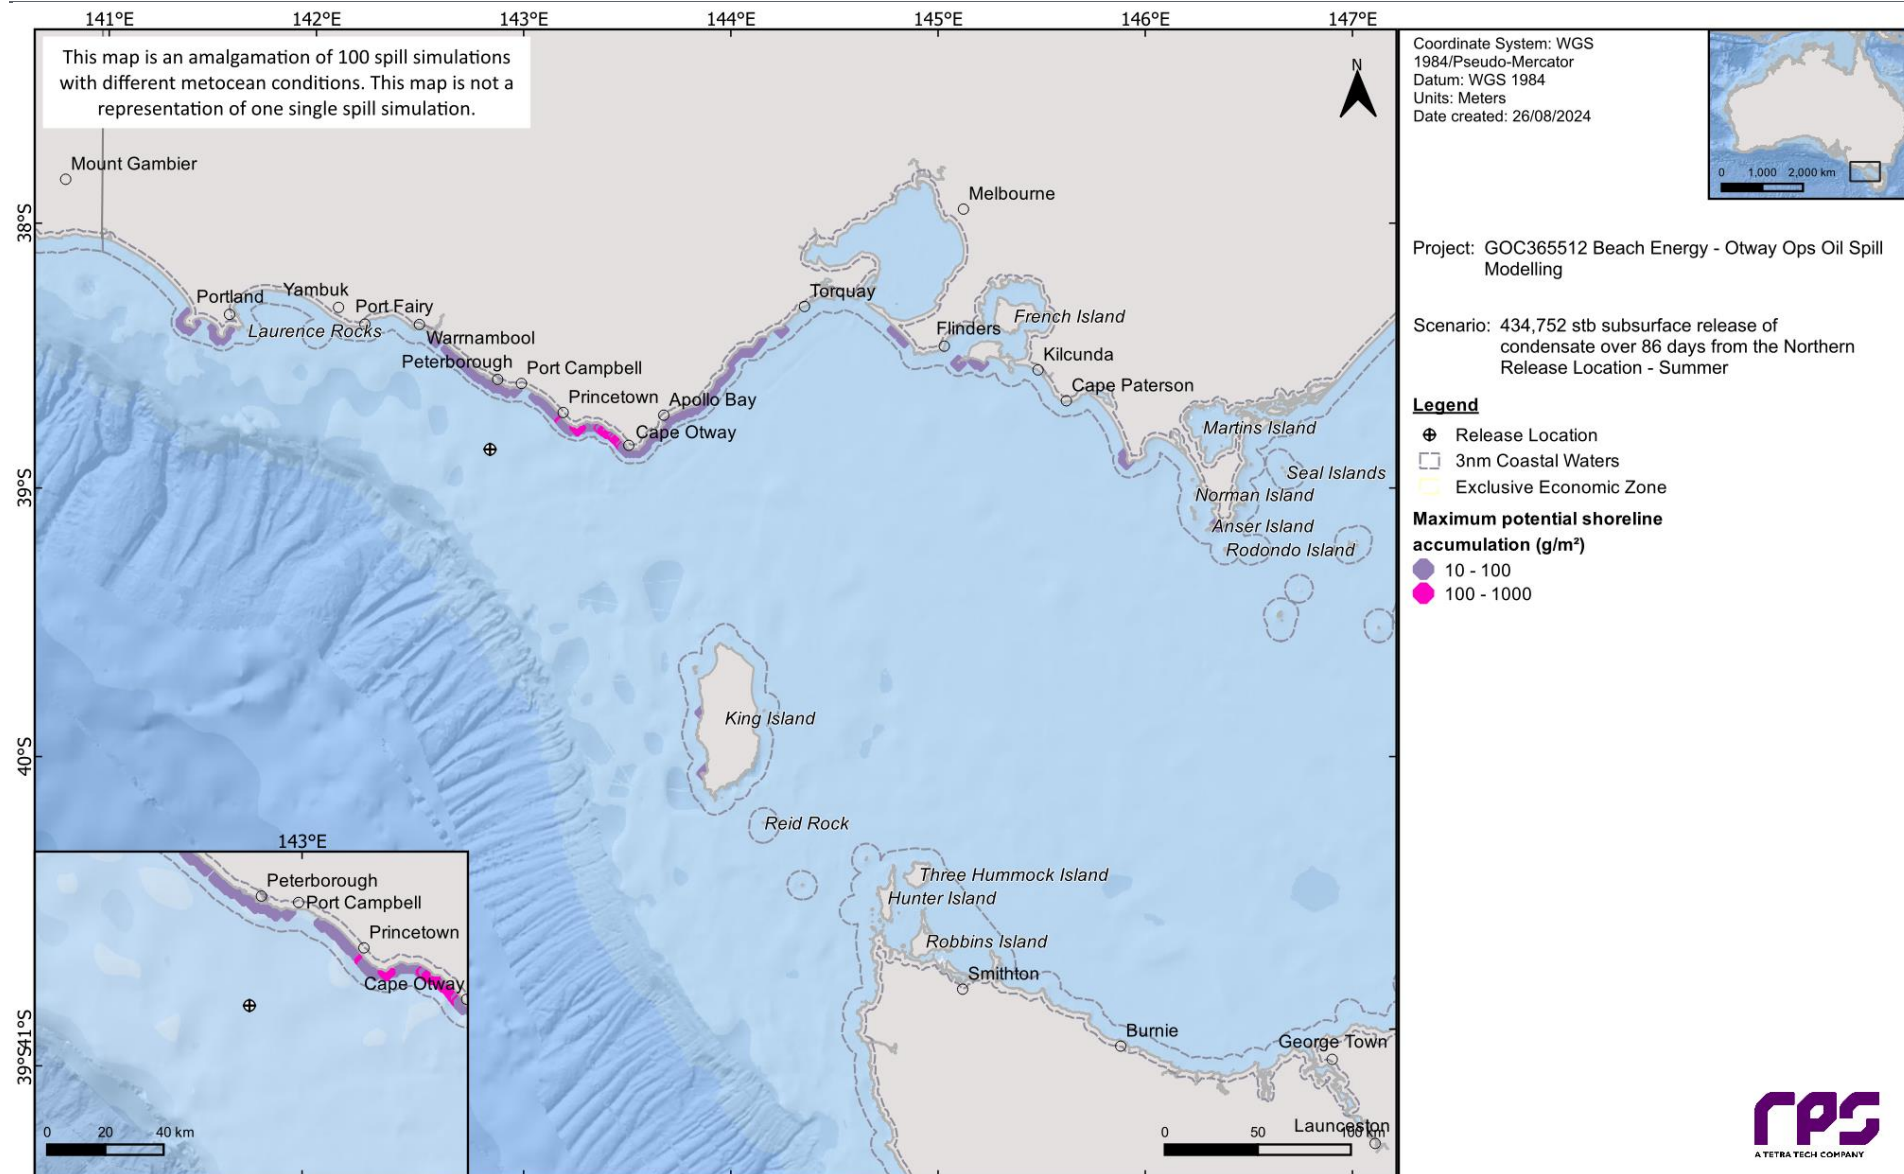 141°E 142°E 143°E 144°E 145°E 146°E 147°E
This map is an amalgamation of 100 spill simulations
with different metocean conditions. This map is not a
representation of one single spill simulation.
N
Mount Gambier
Melbourne
38°S
Portland
Yambuk
Port Fairy
Laurence Rocks
Warrnambool
Peterborough
Port Campbell
Princetown
Apollo Bay
Cape Otway
Torquay
Flinders
French Island
Kilcunda
Cape Paterson
Martins Island
Seal Islands
Norman Island
Anser Island
Rodondo Island
39°S
King Island
40°S
Reid Rock
Three Hummock Island
Hunter Island
Robbins Island
Smithton
Burnie
George Town
Launceston
41°S
0 50 100 km
143°E
Peterborough
Port Campbell
Princetown
Cape Otway
39°S
0 20 40 km
Coordinate System: WGS
1984/Pseudo-Mercator
Datum: WGS 1984
Units: Meters
Date created: 26/08/2024
0 1,000 2,000 km
Project: GOC365512 Beach Energy - Otway Ops Oil Spill
Modelling
Scenario: 434,752 stb subsurface release of
condensate over 86 days from the Northern
Release Location - Summer
Legend
Release Location
3nm Coastal Waters
Exclusive Economic Zone
Maximum potential shoreline
accumulation (g/m²)
10 - 100
100 - 1000
rps
A TETRA TECH COMPANY